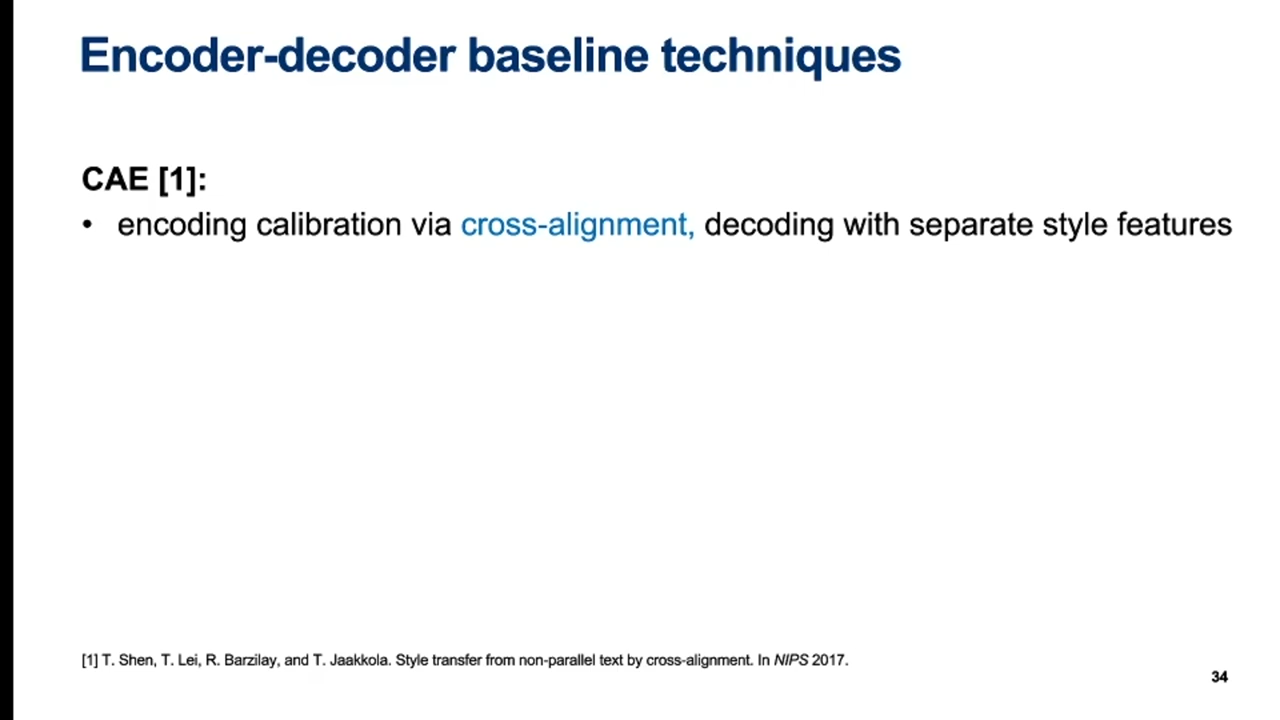 Encoder-decoder baseline techniques
CAE [1]:
• encoding calibration via cross-alignment, decoding with separate style features
[1] T. Shen, T. Lei, R. Barzilay, and T. Jaakkola. Style transfer from non-parallel text by cross-alignment. In NIPS 2017.
34